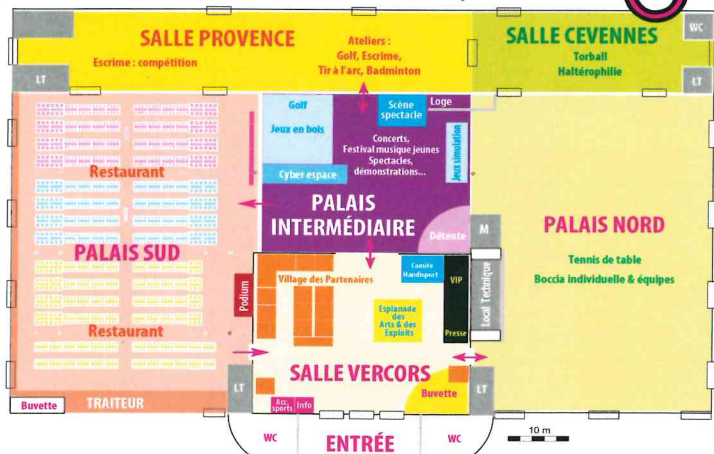 SALLE PROVENCE
Escrime : compétition
Ateliers :
Golf, Escrime,
Tir à l'arc, Badminton
SALLE CEVENNES
Torball
Haltérophilie
WC
LT
LT
Restaurant
PALAIS SUD
Restaurant
Buvette
TRAITEUR
Golf
Jeux en bois
Cyber espace
Scène
spectacle
Loge
Concerts,
Festival musique jeunes
Spectacles,
démonstrations...
Jeux simulation
PALAIS
INTERMÉDIAIRE
Détente
M
PALAIS NORD
Tennis de table
Boccia individuelle & équipes
Local Technique
Podium
Village des Partenaires
Comité
Handisport
VIP
Presse
Esplanade
des
Arts & des
Exploits
SALLE VERCORS
Buvette
LT
LT
Acc.
sports
Info
WC
ENTRÉE
WC
10 m